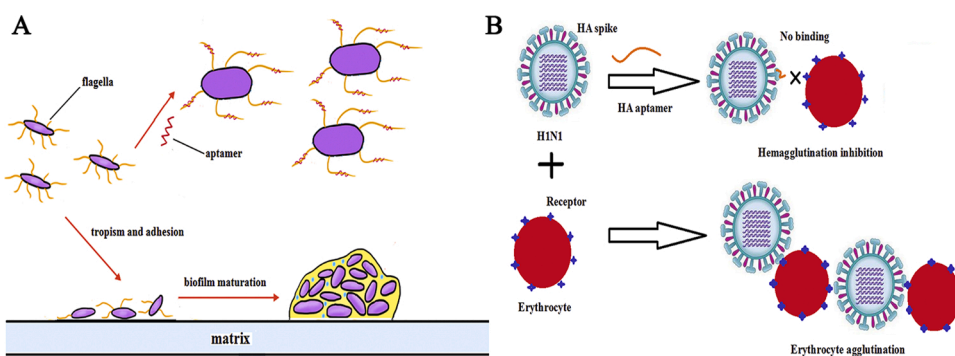 A
flagella
aptamer
tropism and adhesion
biofilm maturation
matrix
B
HA spike
No binding
HA aptamer
H1N1
Hemagglutination inhibition
Receptor
Erythrocyte
Erythrocyte agglutination